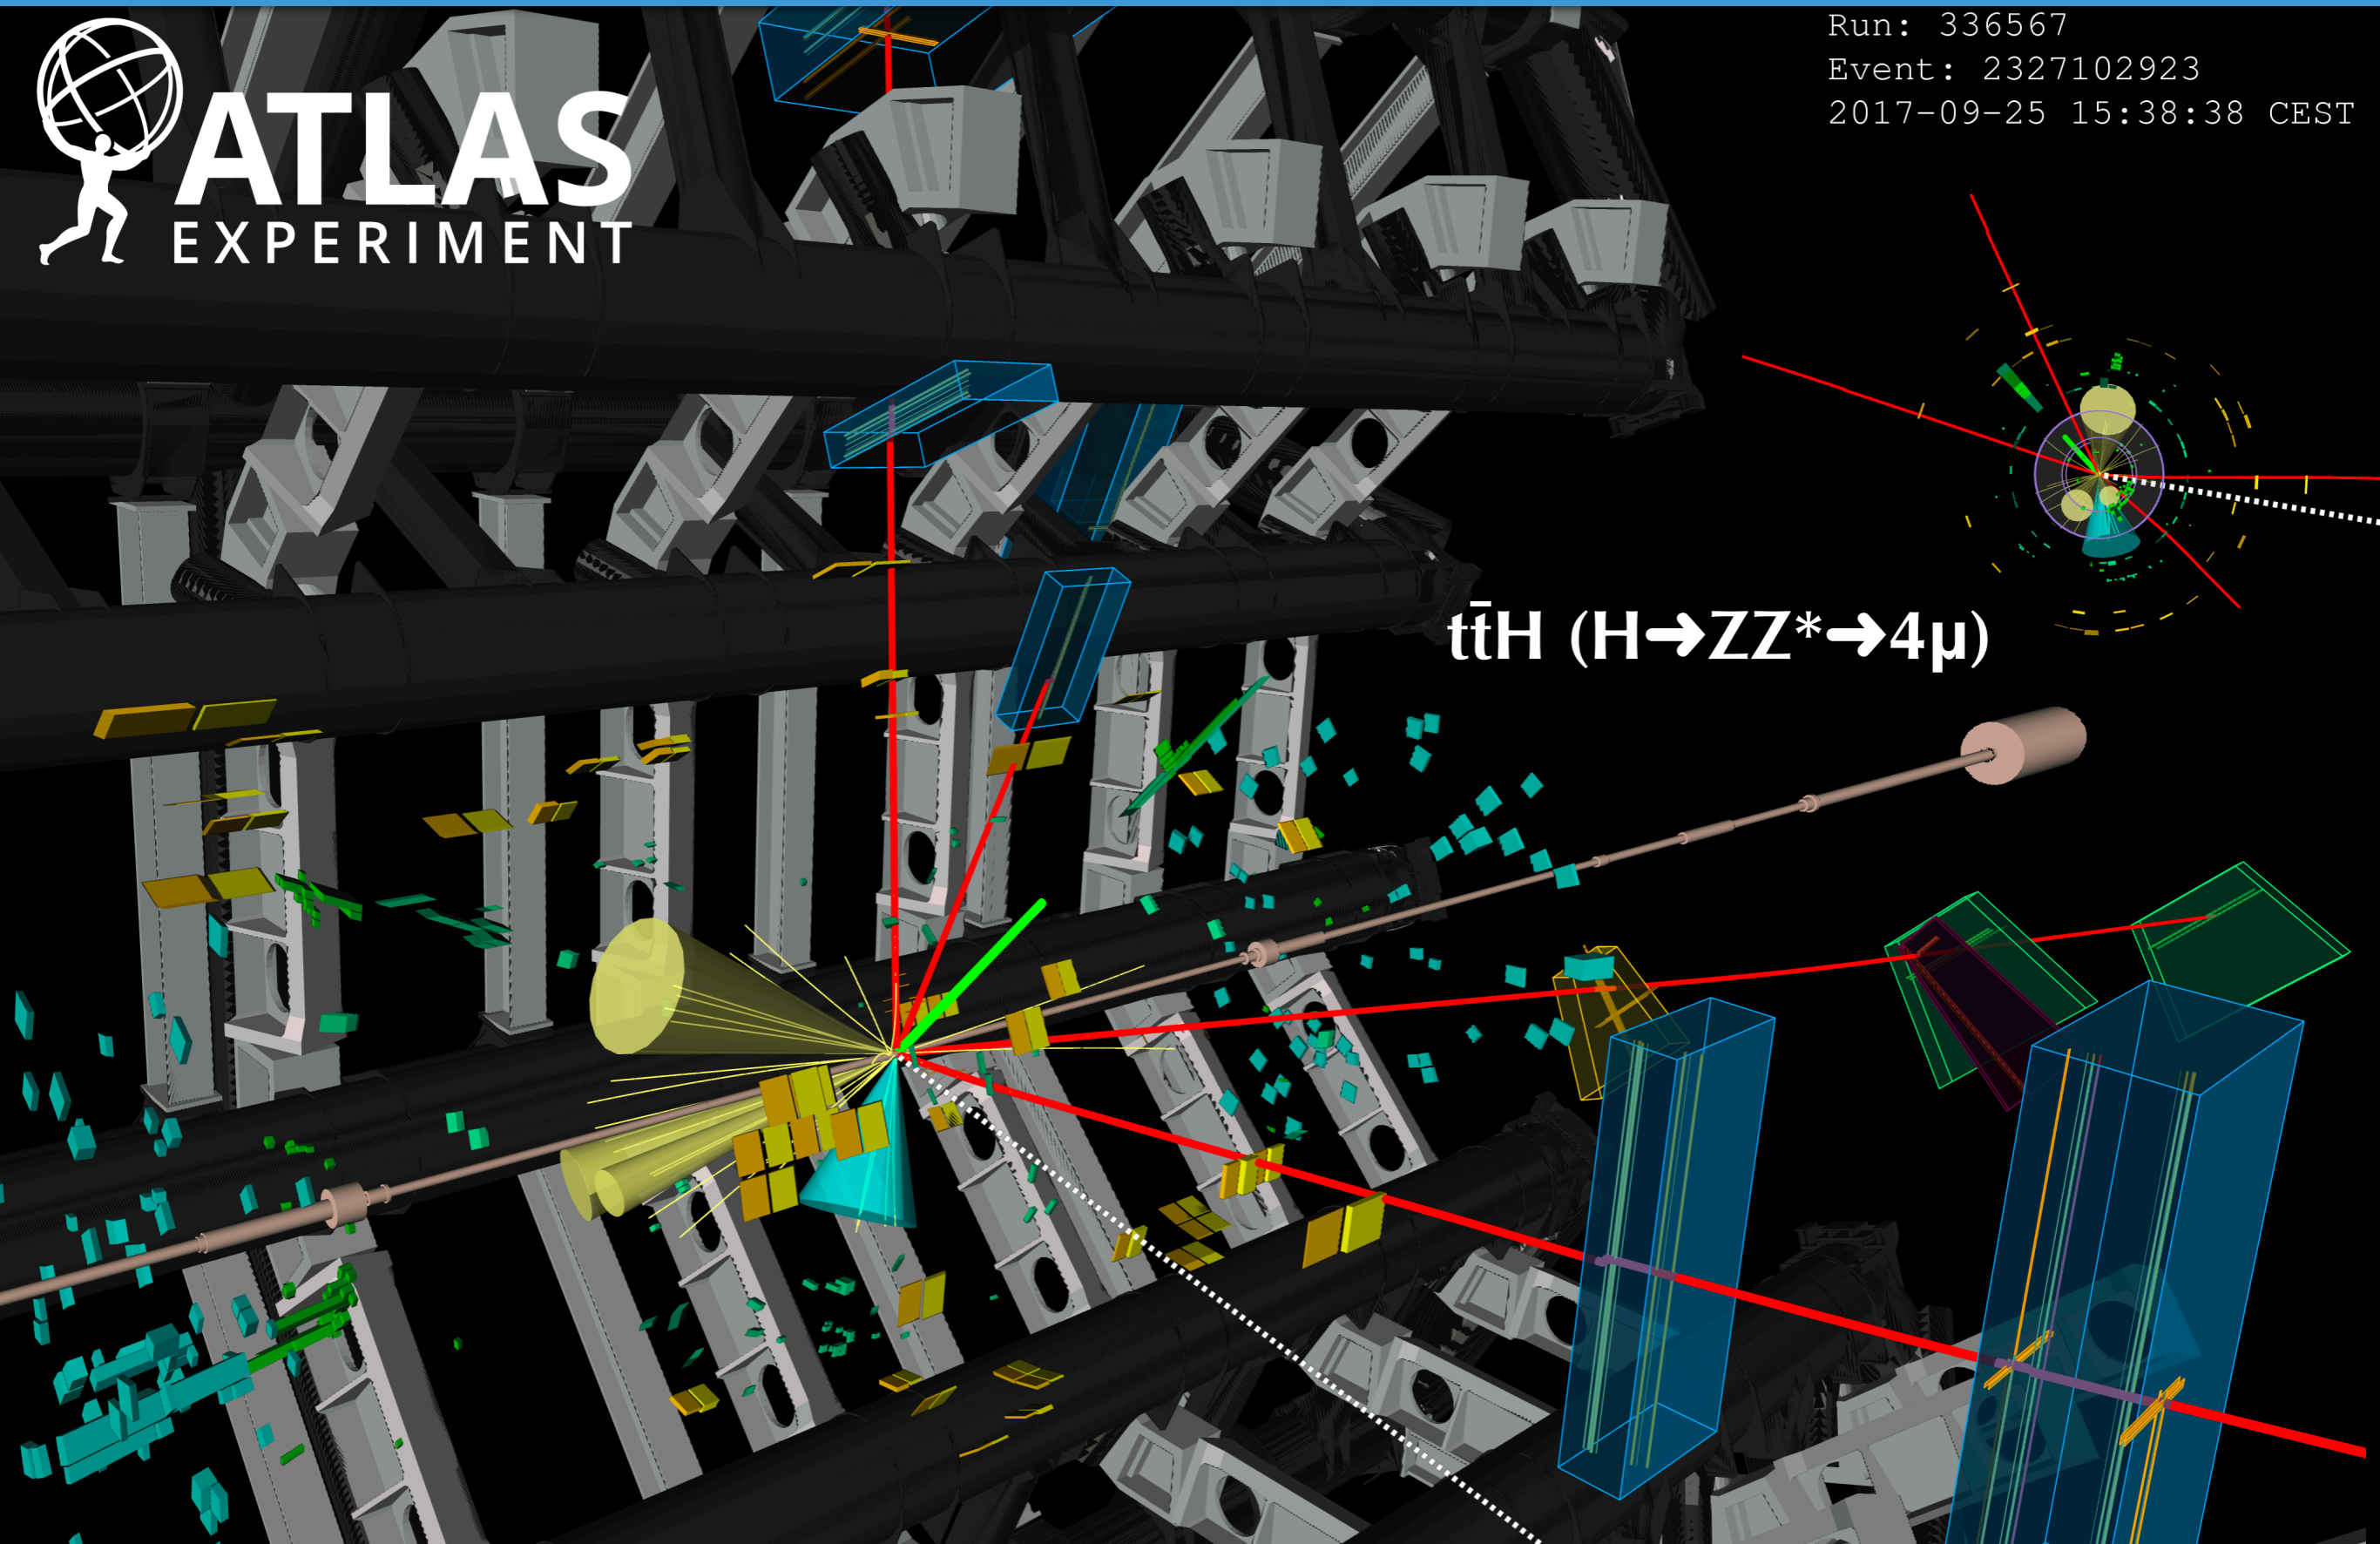 ATLAS
EXPERIMENT
Run: 336567
Event: 2327102923
2017-09-25 15:38:38 CEST
tt̄H (H→ZZ*→4μ)